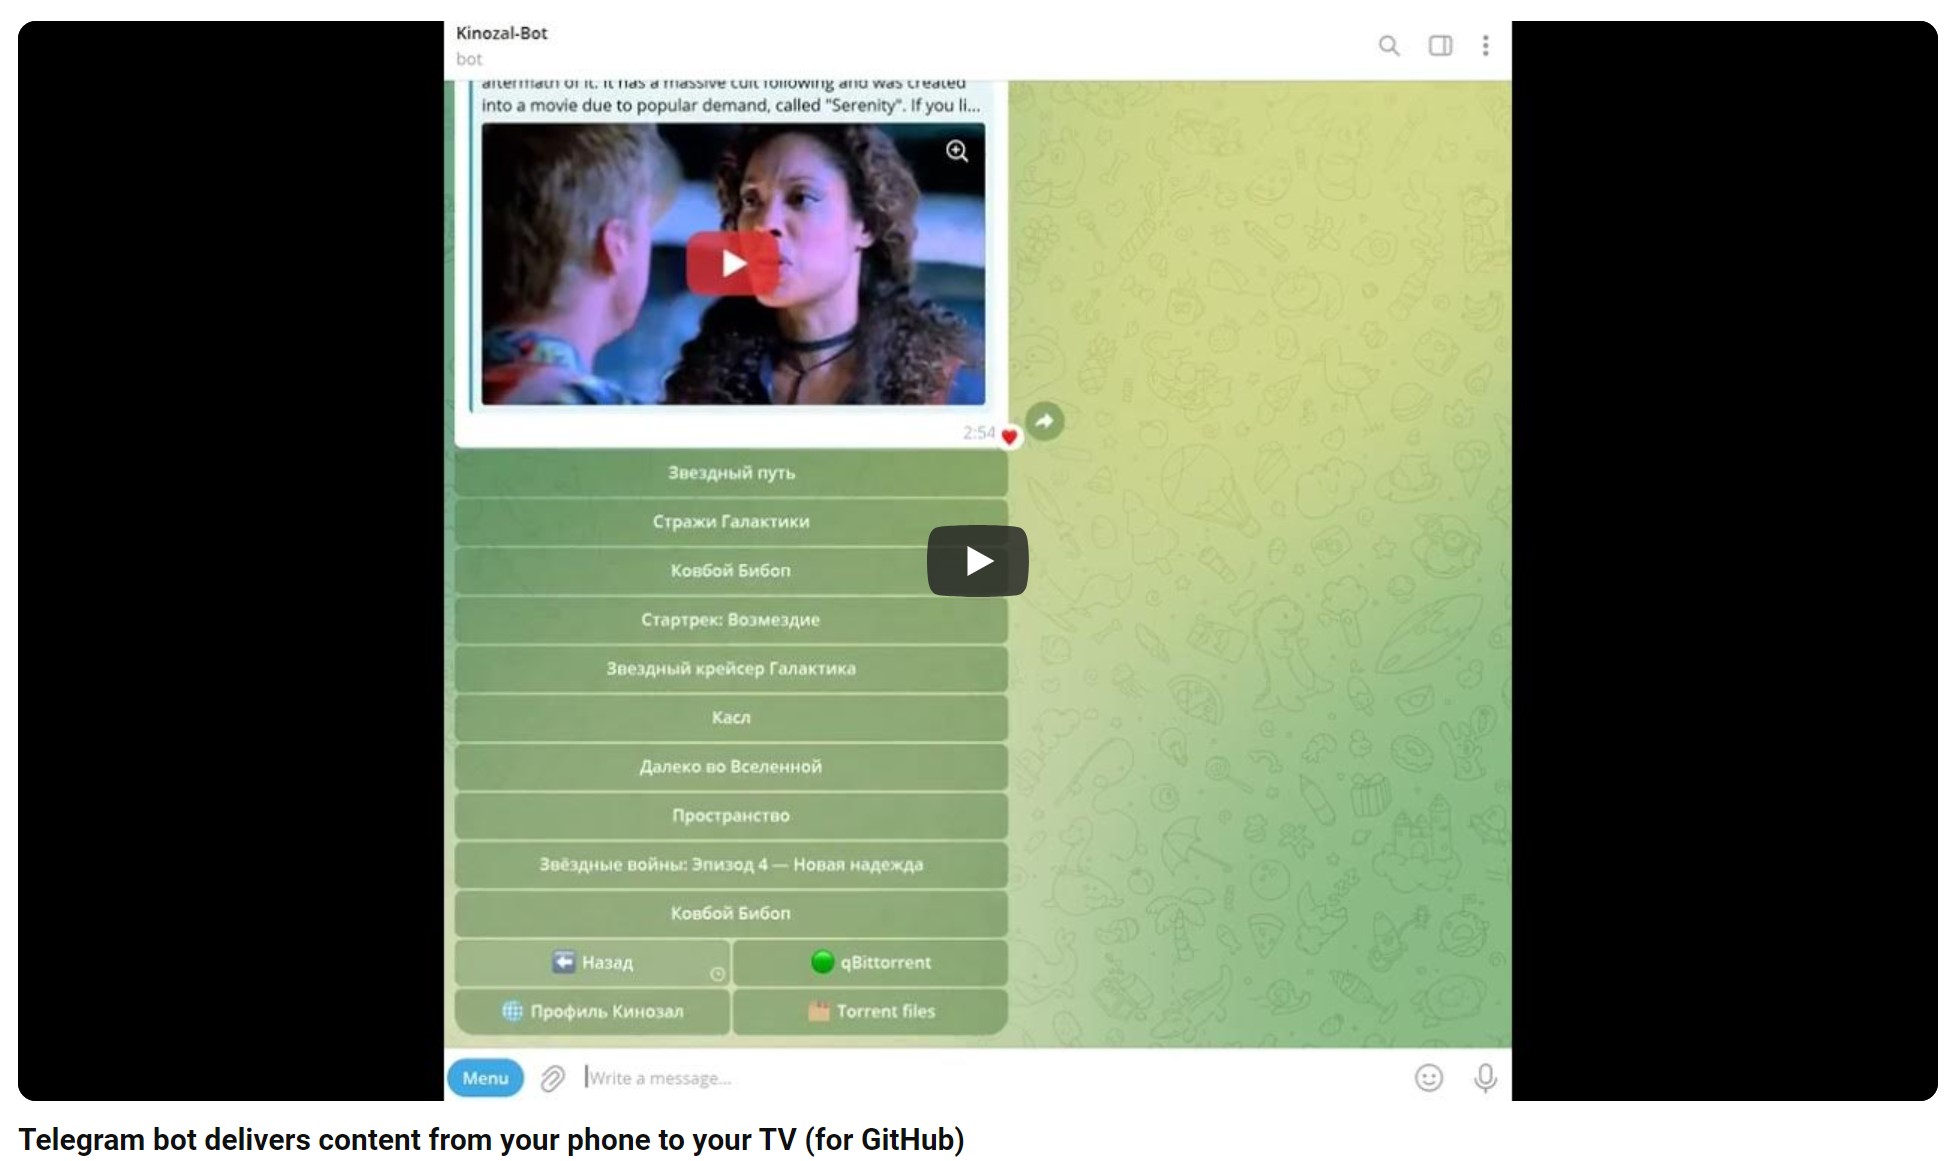 Kinozal-Bot
bot
aftermath of it. It has a massive cult following and was created
into a movie due to popular demand, called "Serenity". If you li...
2:54
Звездный путь
Стражи Галактики
Ковбой Бибоп
Стартрек: Возмездие
Звездный крейсер Галактика
Касл
Далеко во Вселенной
Пространство
Звёздные войны: Эпизод 4 — Новая надежда
Ковбой Бибоп
Назад
qBittorrent
Профиль Кинозал
Torrent files
Menu
Write a message...
Telegram bot delivers content from your phone to your TV (for GitHub)